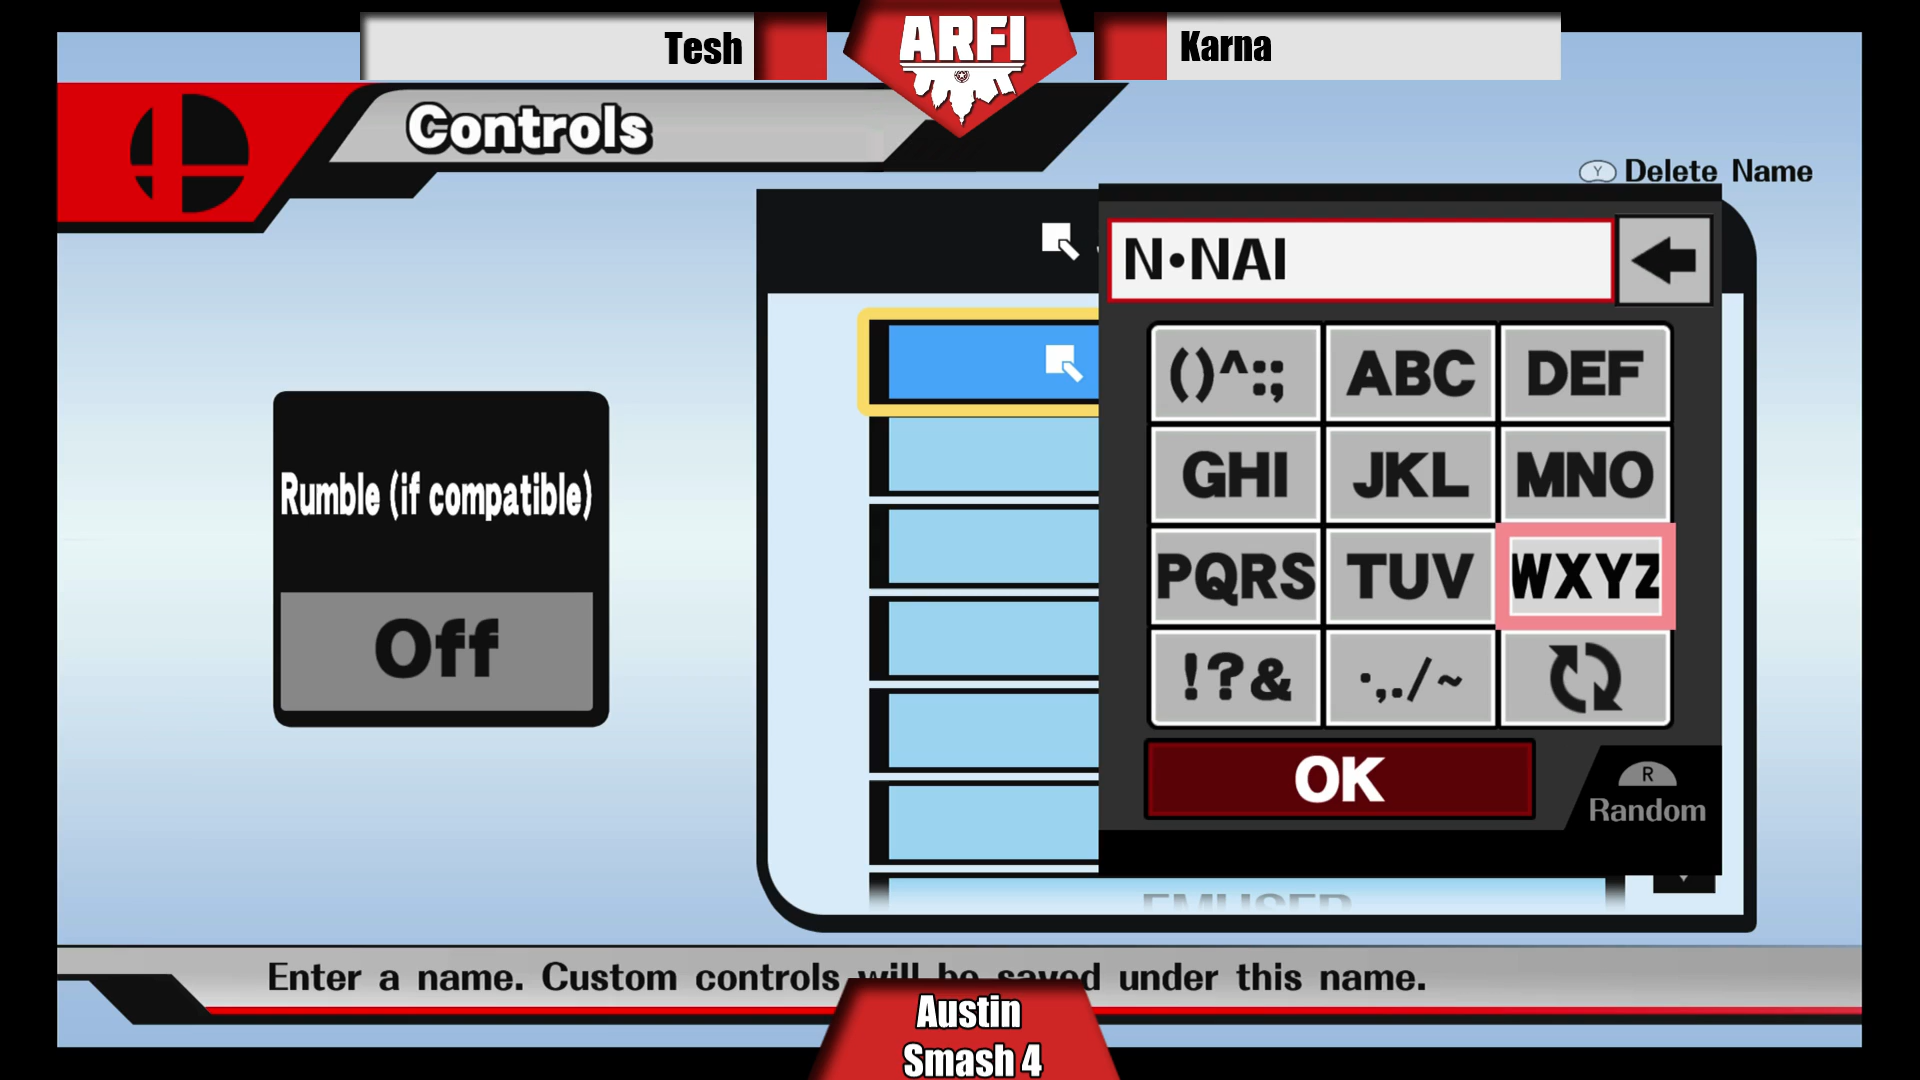 Tesh
ARFI
Karna
Controls
Y Delete Name
N•NAI
()^:; ABC DEF
GHI JKL MNO
PQRS TUV WXYZ
!?& ·,./~
OK
R
Random
Rumble (if compatible)
Off
Enter a name. Custom controls will be saved under this name.
Austin
Smash 4